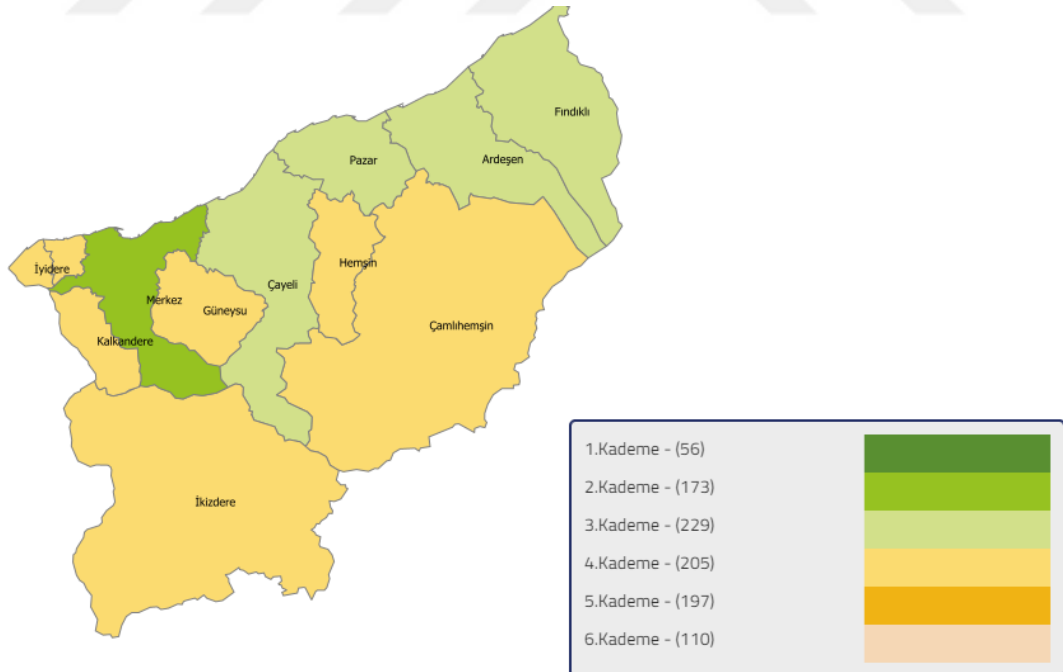 Fındıklı
Pazar
Ardeşen
İyidere
Hemşin
Çayeli
Merkez
Güneysu
Çamlıhemşin
Kalkandere
İkizdere
1.Kademe - (56)
2.Kademe - (173)
3.Kademe - (229)
4.Kademe - (205)
5.Kademe - (197)
6.Kademe - (110)